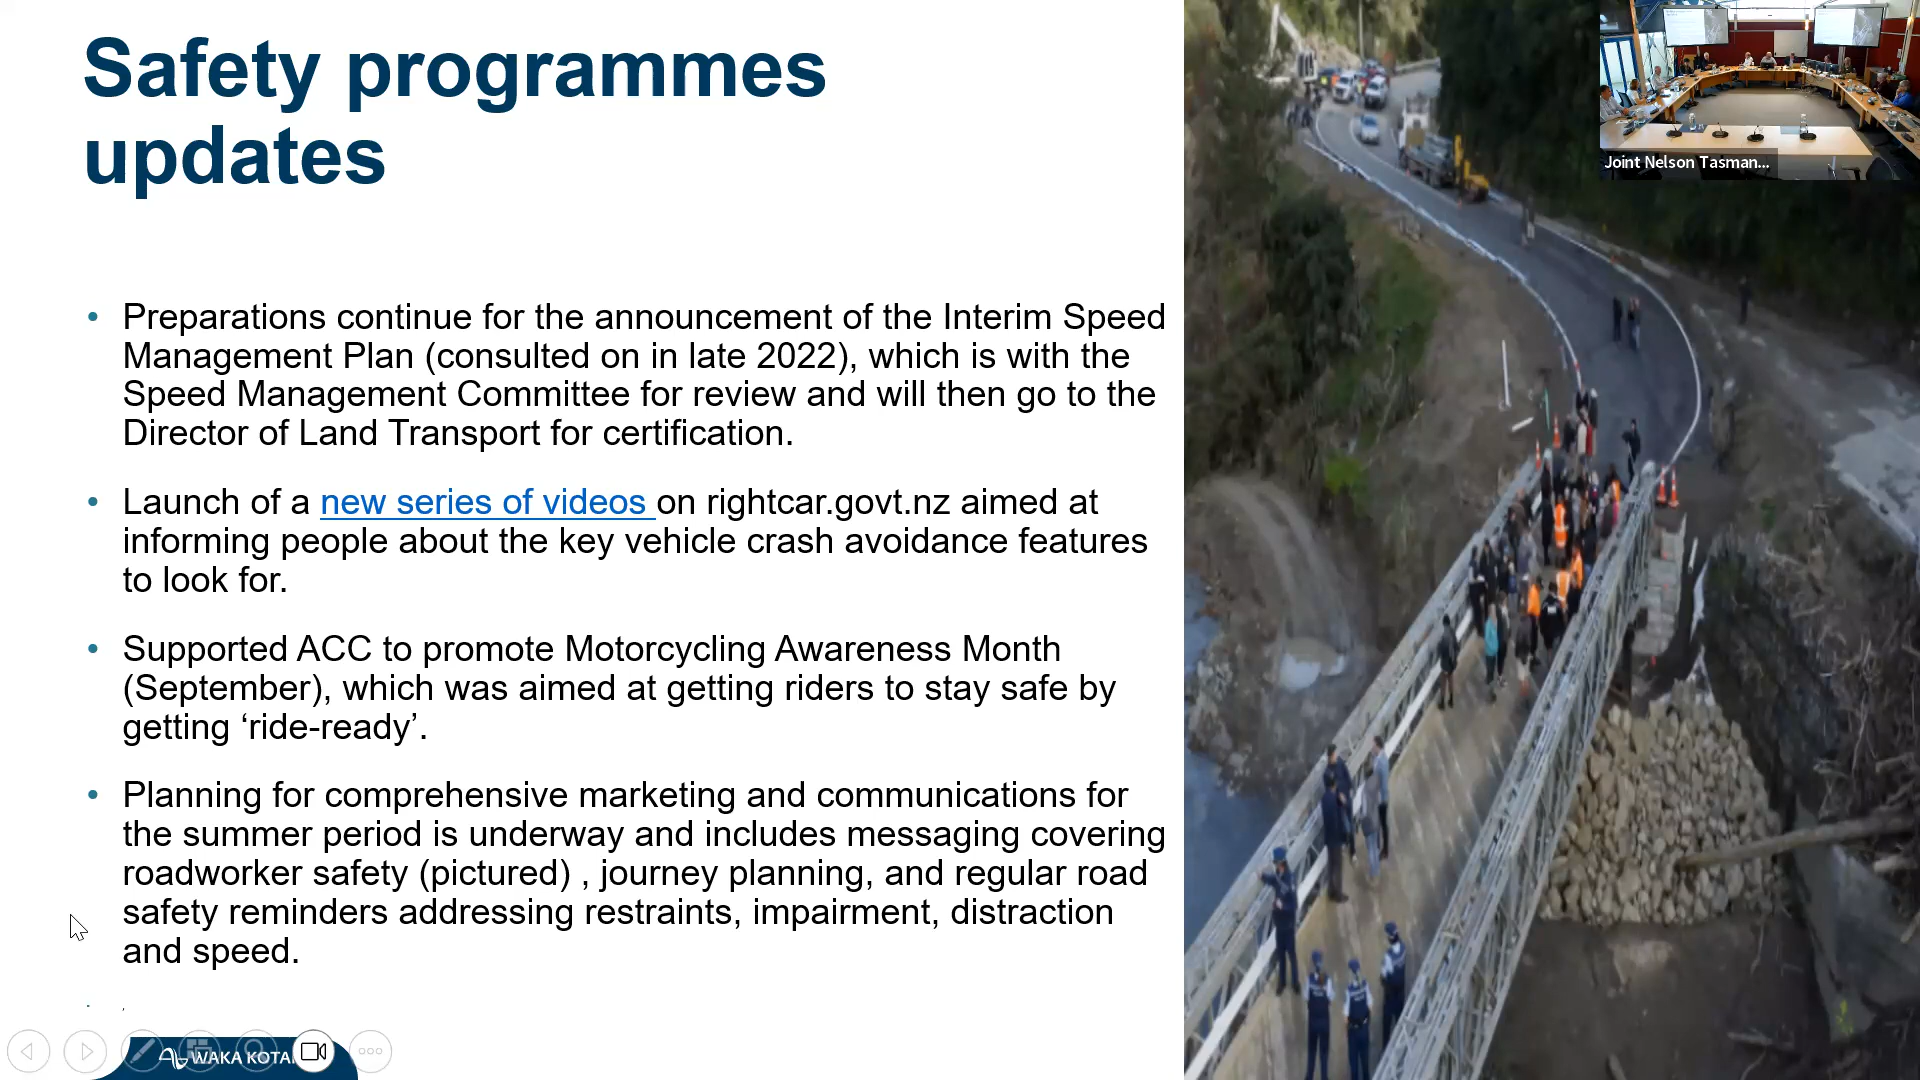 Safety programmes
updates
Joint Nelson Tasman...
• Preparations continue for the announcement of the Interim Speed
Management Plan (consulted on in late 2022), which is with the
Speed Management Committee for review and will then go to the
Director of Land Transport for certification.
• Launch of a new series of videos on rightcar.govt.nz aimed at
informing people about the key vehicle crash avoidance features
to look for.
• Supported ACC to promote Motorcycling Awareness Month
(September), which was aimed at getting riders to stay safe by
getting ‘ride-ready’.
• Planning for comprehensive marketing and communications for
the summer period is underway and includes messaging covering
roadworker safety (pictured) , journey planning, and regular road
safety reminders addressing restraints, impairment, distraction
and speed.
WAKA KOTA